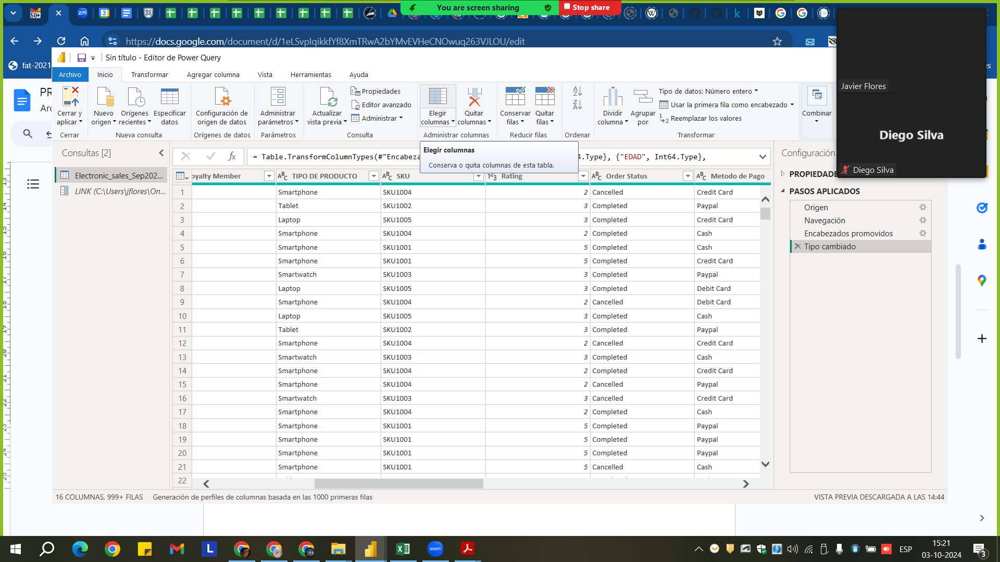 50+
zm
3
You are screen sharing
Stop share
W
k
G
G
https://docs.google.com/document/d/1eLSvpIqikkfYf8XmTRwA2bYMvEVHeCNOwuq263VJLOU/edit
fat-2021
es
PR
Arc
Sin título - Editor de Power Query
Archivo
Inicio
Transformar
Agregar columna
Vista
Herramientas
Ayuda
Cerrar y aplicar
Nuevo origen
Orígenes recientes
Especificar datos
Configuración de origen de datos
Administrar parámetros
Actualizar vista previa
Propiedades
Editor avanzado
Administrar
Elegir columnas
Quitar columnas
Conservar filas
Quitar filas
A Z
Z A
Dividir columna
Agrupar por
Tipo de datos: Número entero
Usar la primera fila como encabezado
1 2 Reemplazar los valores
Combinar
Cerrar
Nueva consulta
Orígenes de datos
Parámetros
Consulta
Administrar columnas
Reducir filas
Ordenar
Transformar
Javier Flores
Diego Silva
Diego Silva
Consultas [2]
Electronic_sales_Sep202...
LINK (C:\Users\jflores\On...
fx
= Table.TransformColumnTypes(#"Encabeza
4.Type}, {"EDAD", Int64.Type},
Elegir columnas
Conserva o quita columnas de esta tabla.
Configuración
PROPIEDADE
PASOS APLICADOS
Origen
Navegación
Encabezados promovidos
Tipo cambiado
oyalty Member
ABC TIPO DE PRODUCTO
ABC SKU
123 Rating
ABC Order Status
ABC Metodo de Pago
1 Smartphone SKU1004 2 Cancelled Credit Card
2 Tablet SKU1002 3 Completed Paypal
3 Laptop SKU1005 3 Completed Credit Card
4 Smartphone SKU1004 2 Completed Cash
5 Smartphone SKU1001 5 Completed Cash
6 Smartphone SKU1001 5 Completed Credit Card
7 Smartwatch SKU1003 3 Completed Paypal
8 Laptop SKU1005 3 Completed Debit Card
9 Smartphone SKU1004 2 Cancelled Debit Card
10 Laptop SKU1005 3 Completed Cash
11 Tablet SKU1002 3 Completed Paypal
12 Smartphone SKU1004 2 Cancelled Credit Card
13 Smartwatch SKU1003 3 Completed Cash
14 Smartphone SKU1004 2 Completed Credit Card
15 Smartphone SKU1004 2 Cancelled Paypal
16 Smartwatch SKU1003 3 Cancelled Credit Card
17 Smartphone SKU1004 2 Completed Cash
18 Smartphone SKU1001 5 Completed Paypal
19 Smartphone SKU1001 5 Completed Paypal
20 Smartphone SKU1001 5 Completed Paypal
21 Smartphone SKU1001 5 Cancelled Cash
22
16 COLUMNAS, 999+ FILAS
Generación de perfiles de columnas basada en las 1000 primeras filas
VISTA PREVIA DESCARGADA A LAS 14:44
L
zoom
ESP
15:21
03-10-2024
3